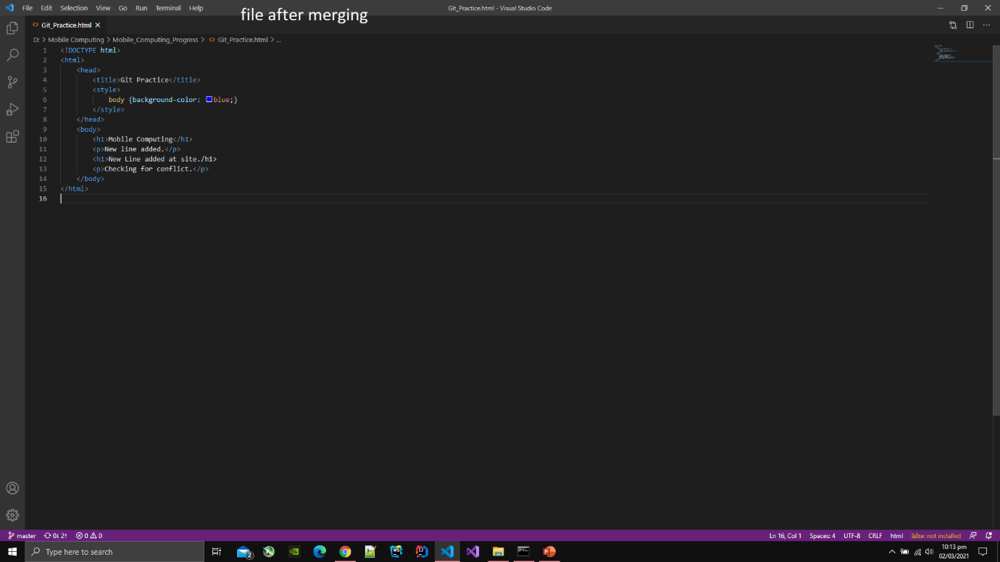 File Edit Selection View Go Run Terminal Help
file after merging
Git_Practice.html - Visual Studio Code
Git_Practice.html
D: > Mobile Computing > Mobile_Computing_Progress > Git_Practice.html > ...
1 <!DOCTYPE html>
2 <html>
3 <head>
4 <title>Git Practice</title>
5 <style>
6 body {background-color: blue;}
7 </style>
8 </head>
9 <body>
10 <h1>Mobile Computing</h1>
11 <p>New line added.</p>
12 <h1>New Line added at site./h1>
13 <p>Checking for conflict.</p>
14 </body>
15 </html>
16
master 0↓ 2↑ 0 0
Ln 16, Col 1 Spaces: 4 UTF-8 CRLF html kite: not installed
Type here to search
2
WS
IJ
10:13 pm
02/03/2021